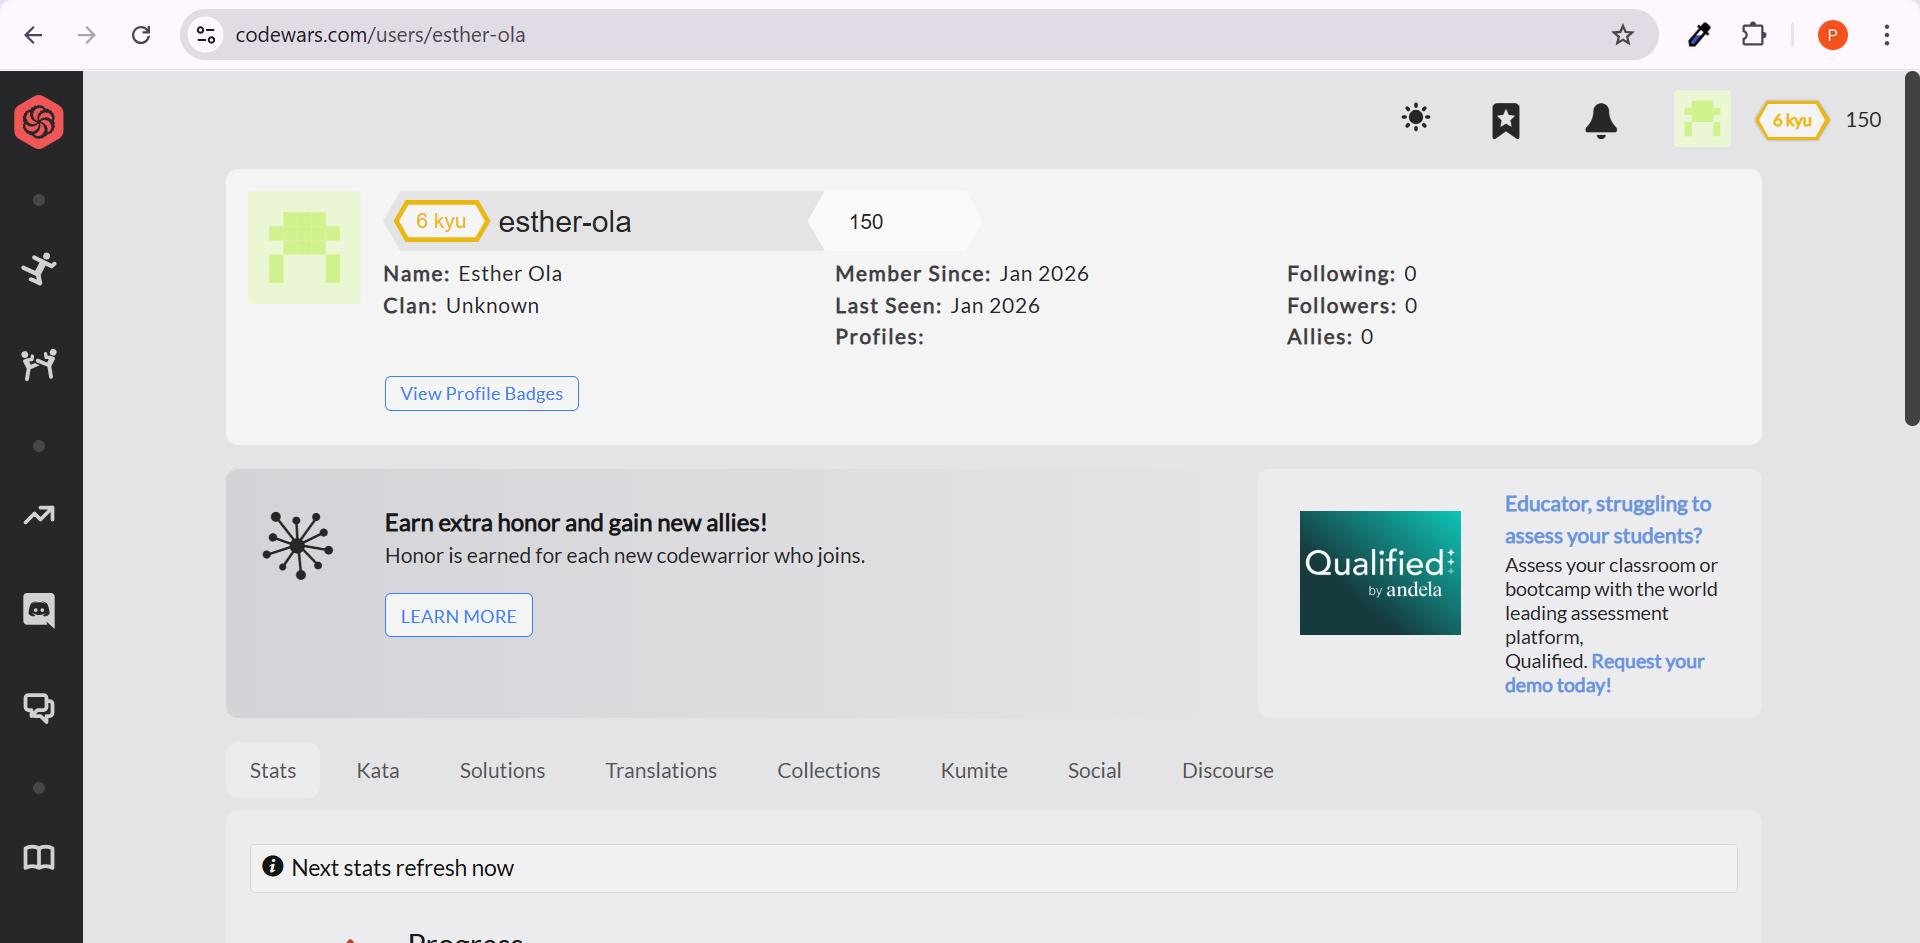 codewars.com/users/esther-ola
P
6 kyu
150
6 kyu
esther-ola
150
Name: Esther Ola
Clan: Unknown
Member Since: Jan 2026
Last Seen: Jan 2026
Profiles:
Following: 0
Followers: 0
Allies: 0
View Profile Badges
Earn extra honor and gain new allies!
Honor is earned for each new codewarrior who joins.
LEARN MORE
Qualified
by andela
Educator, struggling to
assess your students?
Assess your classroom or
bootcamp with the world
leading assessment
platform,
Qualified. Request your
demo today!
Stats
Kata
Solutions
Translations
Collections
Kumite
Social
Discourse
Next stats refresh now
Progress